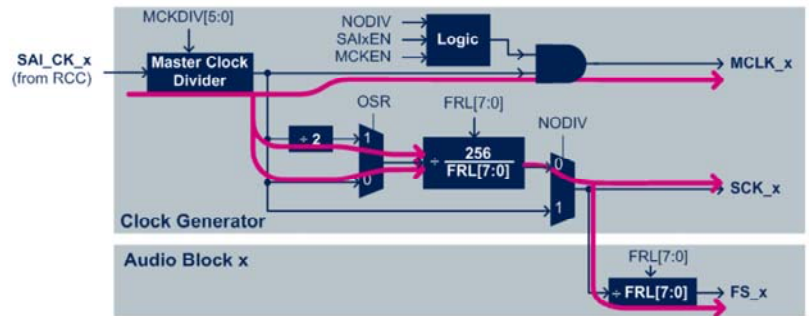 MCKDIV[5:0]
NODIV
SAIxEN
MCKEN
Logic
SAI_CK_x
(from RCC)
Master Clock
Divider
MCLK_x
OSR
FRL[7:0]
NODIV
÷ 2
1
0
÷ 256
FRL[7:0]
0
1
SCK_x
Clock Generator
Audio Block x
FRL[7:0]
÷ FRL[7:0]
FS_x